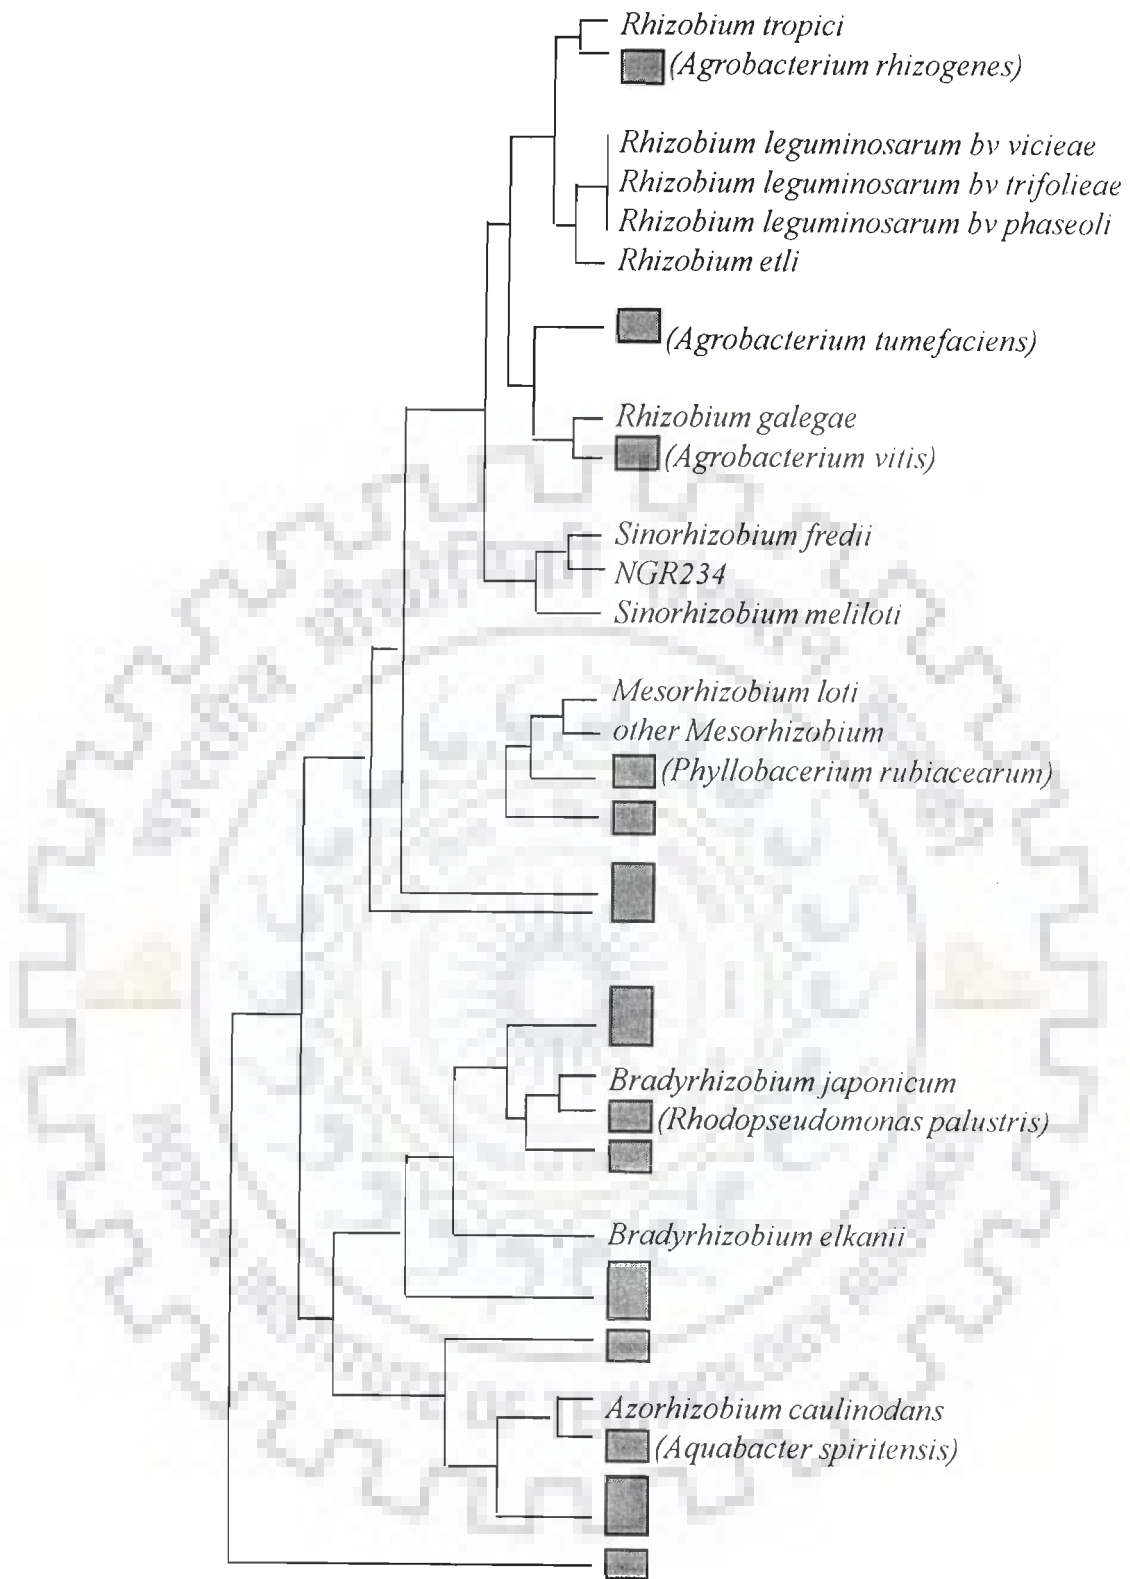 Rhizobium tropici
(Agrobacterium rhizogenes)
Rhizobium leguminosarum bv vicieae
Rhizobium leguminosarum bv trifolieae
Rhizobium leguminosarum bv phaseoli
Rhizobium etli
(Agrobacterium tumefaciens)
Rhizobium galegae
(Agrobacterium vitis)
Sinorhizobium fredii
NGR234
Sinorhizobium meliloti
Mesorhizobium loti
other Mesorhizobium
(Phyllobacerium rubiacearum)
Bradyrhizobium japonicum
(Rhodopseudomonas palustris)
Bradyrhizobium elkanii
Azorhizobium caulinodans
(Aquabacter spiritensis)